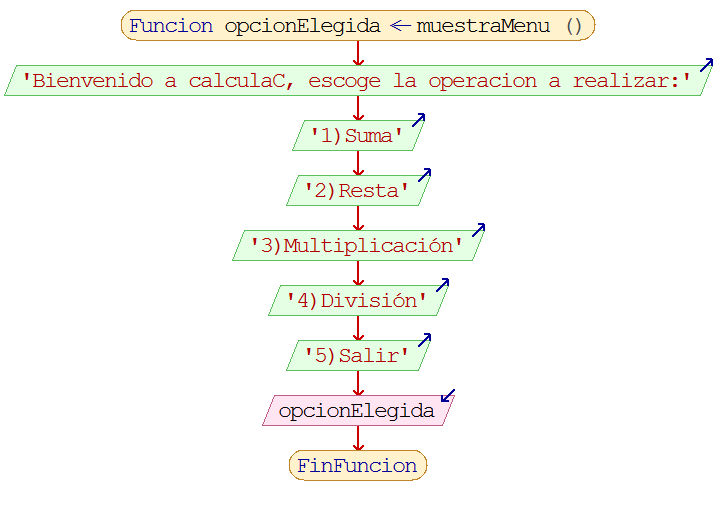 Funcion opcionElegida <- muestraMenu ()
'Bienvenido a calculaC, escoge la operacion a realizar:'
'1)Suma'
'2)Resta'
'3)Multiplicación'
'4)División'
'5)Salir'
opcionElegida
FinFuncion